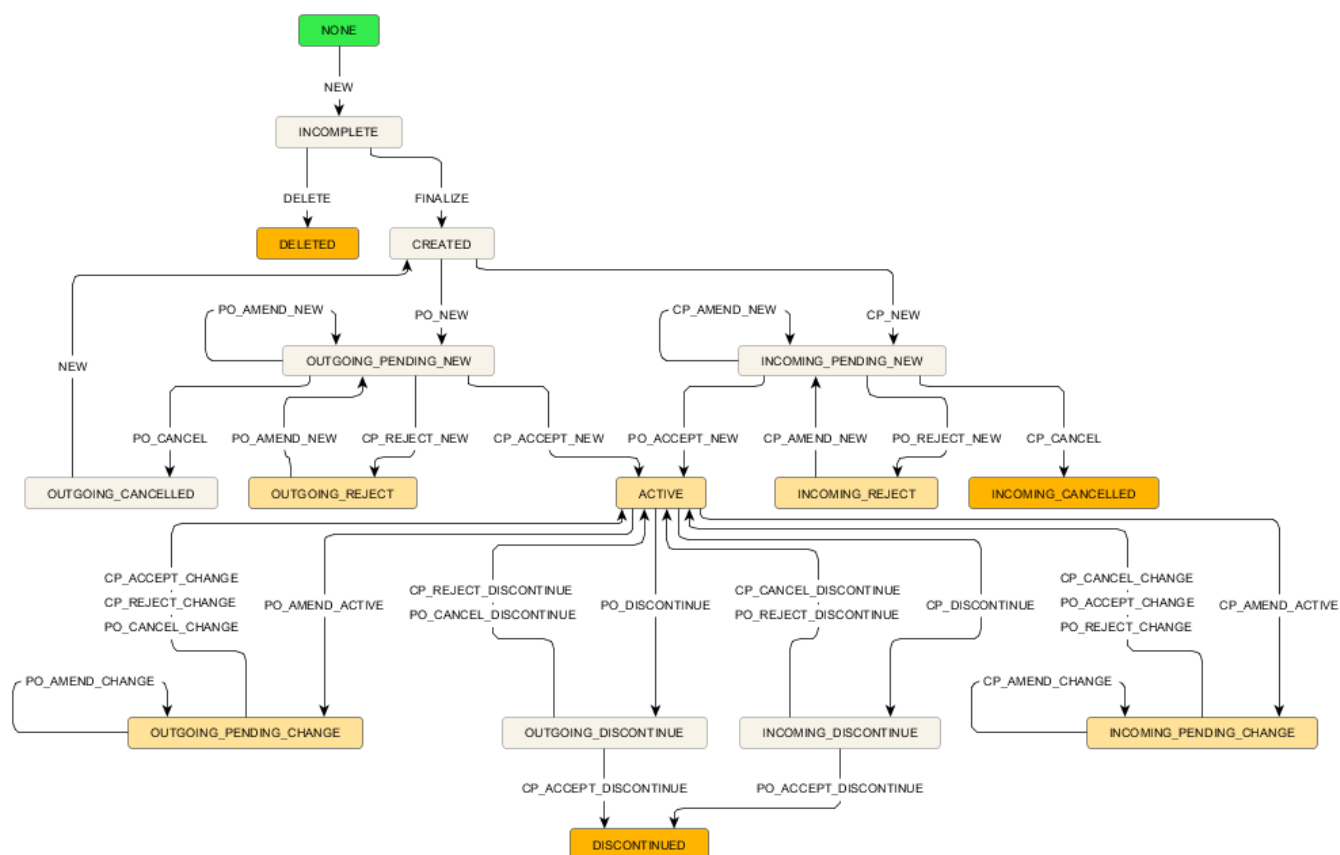 NONE
NEW
INCOMPLETE
DELETE
FINALIZE
DELETED
CREATED
PO_AMEND_NEW
PO_NEW
CP_AMEND_NEW
CP_NEW
OUTGOING_PENDING_NEW
INCOMING_PENDING_NEW
NEW
PO_CANCEL
PO_AMEND_NEW
CP_REJECT_NEW
CP_ACCEPT_NEW
PO_ACCEPT_NEW
CP_AMEND_NEW
PO_REJECT_NEW
CP_CANCEL
OUTGOING_CANCELLED
OUTGOING_REJECT
ACTIVE
INCOMING_REJECT
INCOMING_CANCELLED
CP_ACCEPT_CHANGE
CP_REJECT_CHANGE
PO_CANCEL_CHANGE
PO_AMEND_ACTIVE
CP_REJECT_DISCONTINUE
PO_CANCEL_DISCONTINUE
PO_DISCONTINUE
CP_CANCEL_DISCONTINUE
PO_REJECT_DISCONTINUE
CP_DISCONTINUE
CP_CANCEL_CHANGE
PO_ACCEPT_CHANGE
PO_REJECT_CHANGE
CP_AMEND_ACTIVE
PO_AMEND_CHANGE
CP_AMEND_CHANGE
OUTGOING_PENDING_CHANGE
OUTGOING_DISCONTINUE
INCOMING_DISCONTINUE
INCOMING_PENDING_CHANGE
CP_ACCEPT_DISCONTINUE
PO_ACCEPT_DISCONTINUE
DISCONTINUED